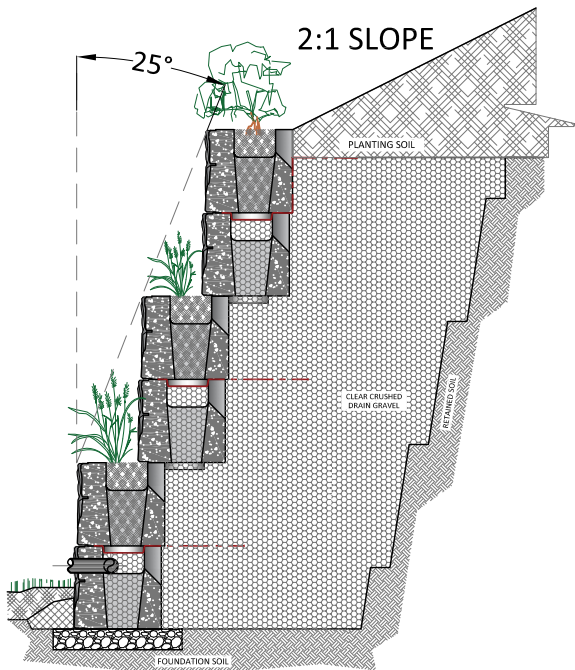 2:1 SLOPE
25°
PLANTING SOIL
CLEAR CRUSHED
DRAIN GRAVEL
RETAINED SOIL
FOUNDATION SOIL